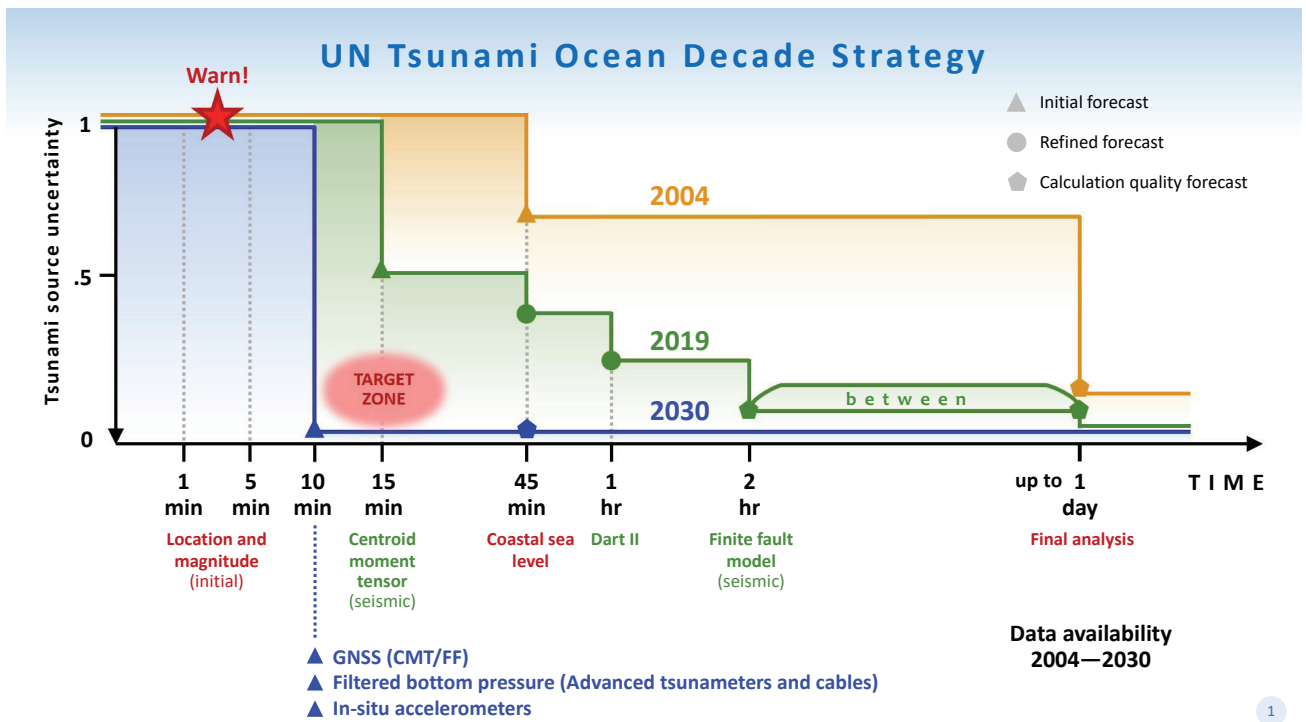 UN Tsunami Ocean Decade Strategy
Warn!
Initial forecast
Refined forecast
Calculation quality forecast
Tsunami source uncertainty
1
.5
0
2004
2019
2030
TARGET
ZONE
between
1
min
5
min
10
min
15
min
45
min
1
hr
2
hr
up to 1
day
TIME
Location and
magnitude
(initial)
Centroid
moment
tensor
(seismic)
Coastal sea
level
Dart II
Finite fault
model
(seismic)
Final analysis
GNSS (CMT/FF)
Filtered bottom pressure (Advanced tsunameters and cables)
In-situ accelerometers
Data availability
2004—2030
1